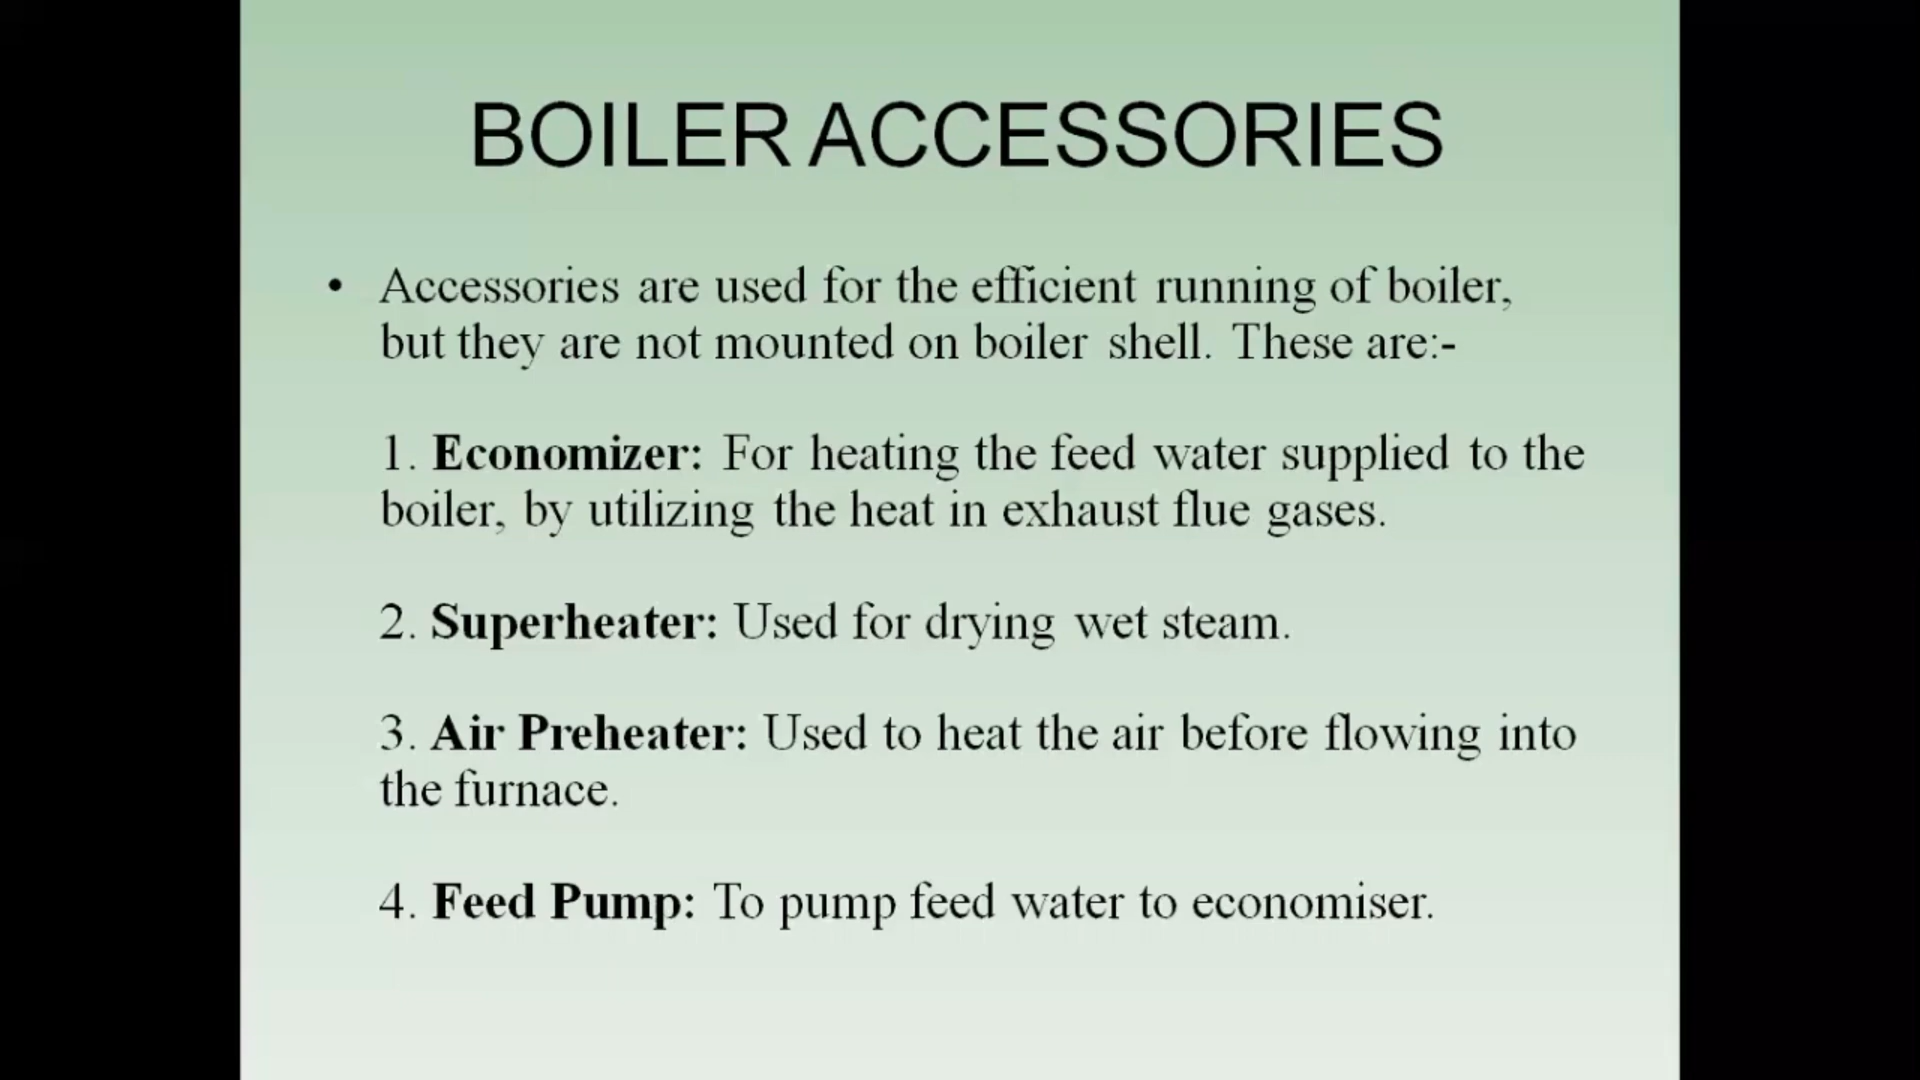 BOILER ACCESSORIES
• Accessories are used for the efficient running of boiler,
but they are not mounted on boiler shell. These are:-
1. Economizer: For heating the feed water supplied to the
boiler, by utilizing the heat in exhaust flue gases.
2. Superheater: Used for drying wet steam.
3. Air Preheater: Used to heat the air before flowing into
the furnace.
4. Feed Pump: To pump feed water to economiser.